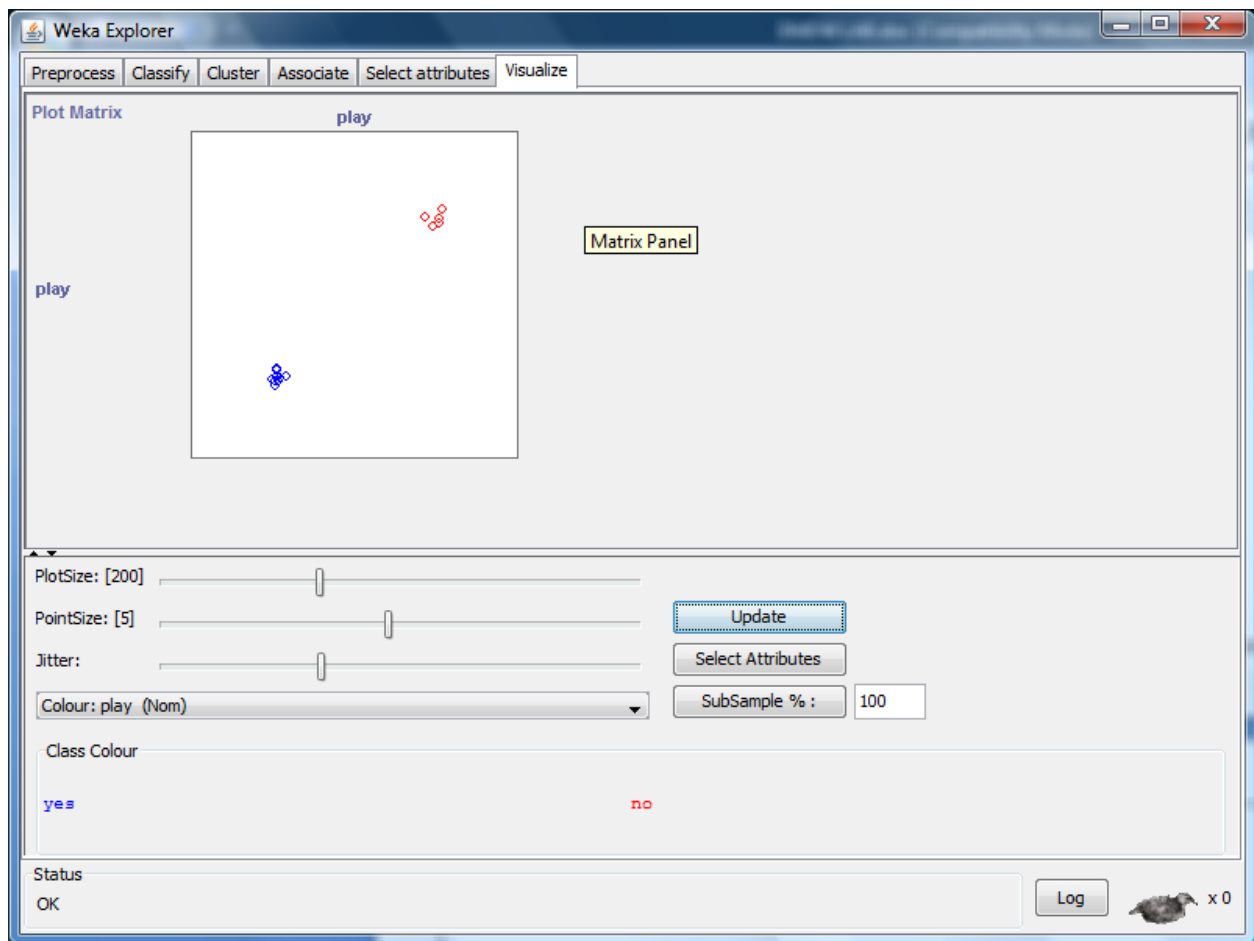 Weka Explorer
Preprocess Classify Cluster Associate Select attributes Visualize
Plot Matrix
play
Matrix Panel
play
PlotSize: [200]
PointSize: [5]
Update
Jitter:
Select Attributes
Colour: play (Nom)
SubSample % :
100
Class Colour
yes
no
Status
OK
Log
x 0